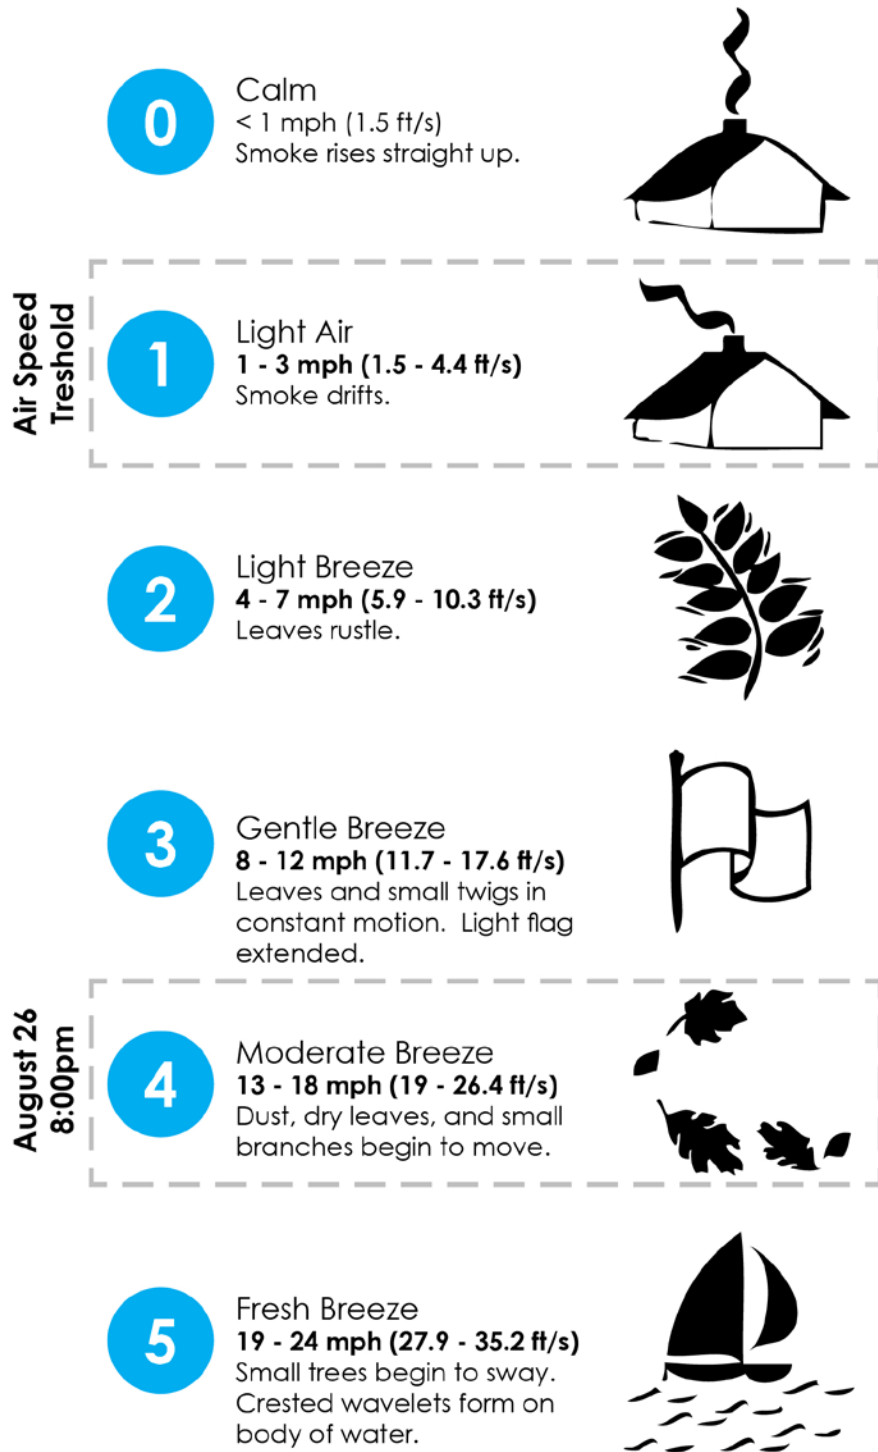 0
Calm
< 1 mph (1.5 ft/s)
Smoke rises straight up.
Air Speed
Treshold
1
Light Air
1 - 3 mph (1.5 - 4.4 ft/s)
Smoke drifts.
2
Light Breeze
4 - 7 mph (5.9 - 10.3 ft/s)
Leaves rustle.
3
Gentle Breeze
8 - 12 mph (11.7 - 17.6 ft/s)
Leaves and small twigs in
constant motion.  Light flag
extended.
August 26
8:00pm
4
Moderate Breeze
13 - 18 mph (19 - 26.4 ft/s)
Dust, dry leaves, and small
branches begin to move.
5
Fresh Breeze
19 - 24 mph (27.9 - 35.2 ft/s)
Small trees begin to sway.
Crested wavelets form on
body of water.